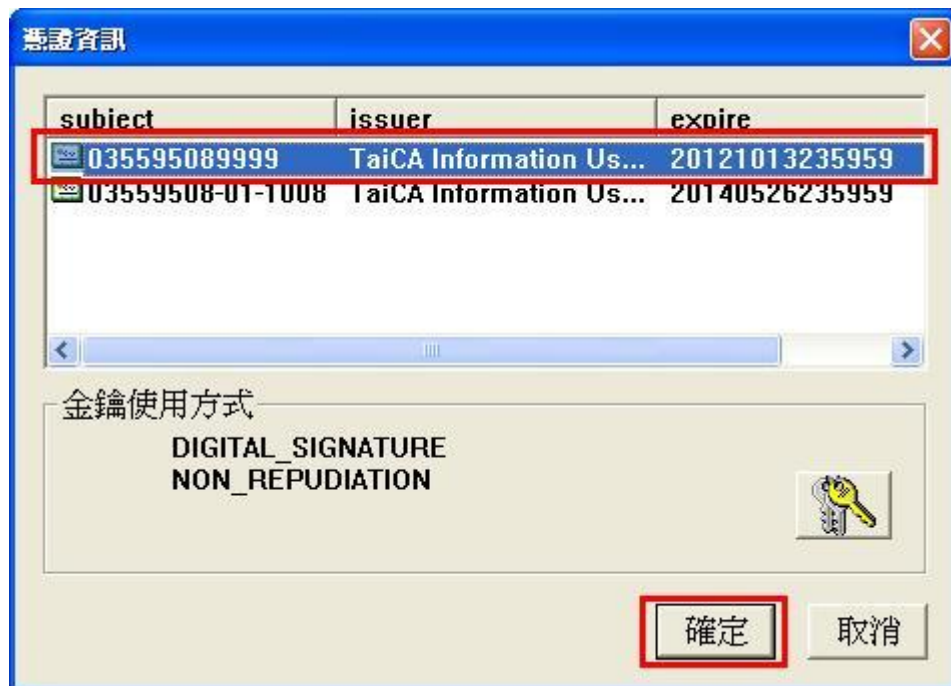 憑證資訊
subject issuer expire
035595089999 TaiCA Information Us... 20121013235959
03559508-01-1008 TaiCA Information Us... 20140526235959
金鑰使用方式
DIGITAL_SIGNATURE
NON_REPUDIATION
確定 取消